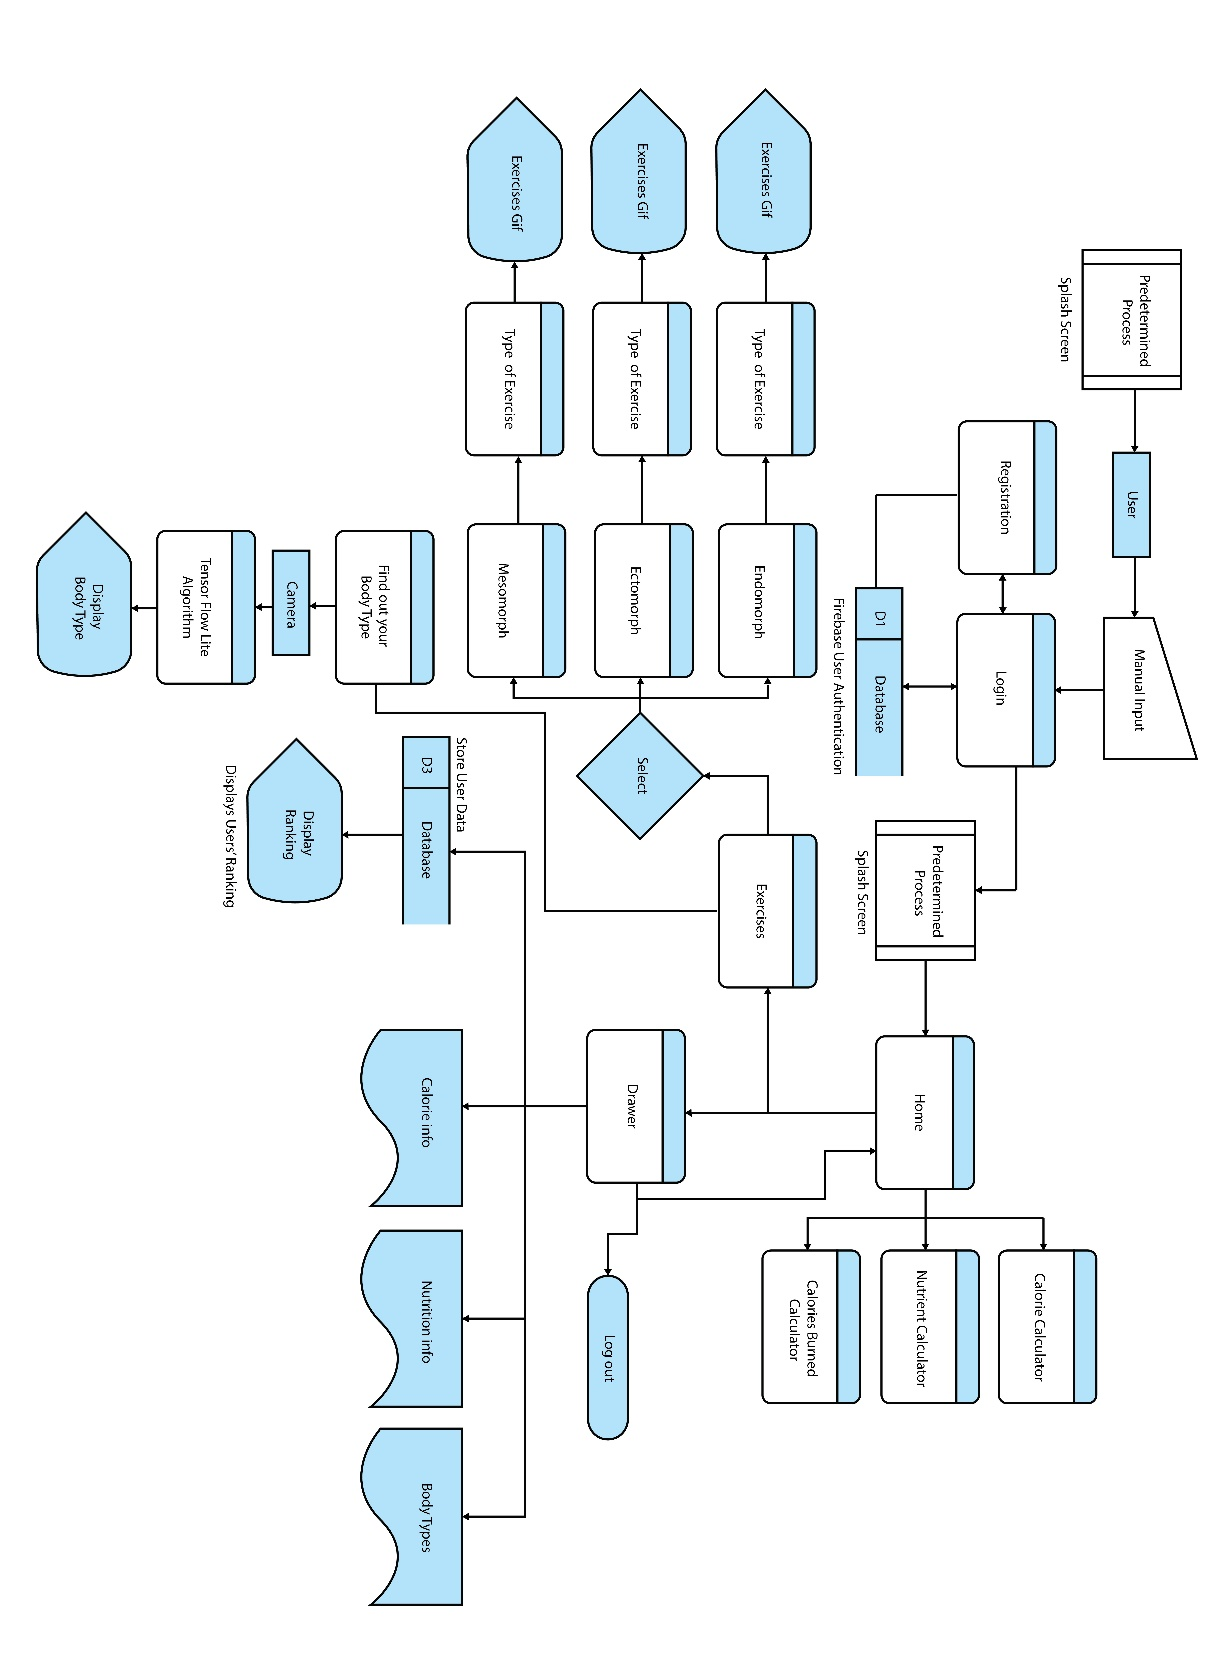 Predetermined
Process
Splash Screen
User
Manual Input
Registration
Login
D1
Database
Firebase User Authentication
Predetermined
Process
Splash Screen
Home
Calorie Calculator
Nutrient Calculator
Calories Burned
Calculator
Exercises Gif
Type of Exercise
Endomorph
Exercises
Exercises Gif
Type of Exercise
Ectomorph
Select
Drawer
Log out
Exercises Gif
Type of Exercise
Mesomorph
Store User Data
D3
Database
Calorie info
Nutrition info
Body Types
Find out your
Body Type
Camera
Tensor Flow Lite
Algorithm
Display
Ranking
Displays Users' Ranking
Display
Body Type